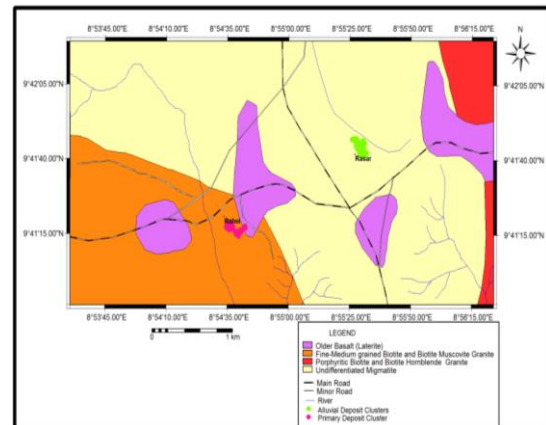 8°53'45.00"E 8°54'10.00"E 8°54'35.00"E 8°55'00.00"E 8°55'25.00"E 8°55'50.00"E 8°56'15.00"E
N
9°42'05.00"N 9°42'05.00"N
Rasar
9°41'40.00"N 9°41'40.00"N
9°41'15.00"N 9°41'15.00"N
8°53'45.00"E 8°54'10.00"E 8°54'35.00"E 8°55'00.00"E 8°55'25.00"E 8°55'50.00"E 8°56'15.00"E
0 1 km
LEGEND
Older Basalt (Laterite)
Fine-Medium grained Biotite and Biotite Muscovite Granite
Porphyritic Biotite and Biotite Hornblende Granite
Undifferentiated Migmatite
Main Road
Minor Road
River
Alluvial Deposit Clusters
Primary Deposit Cluster